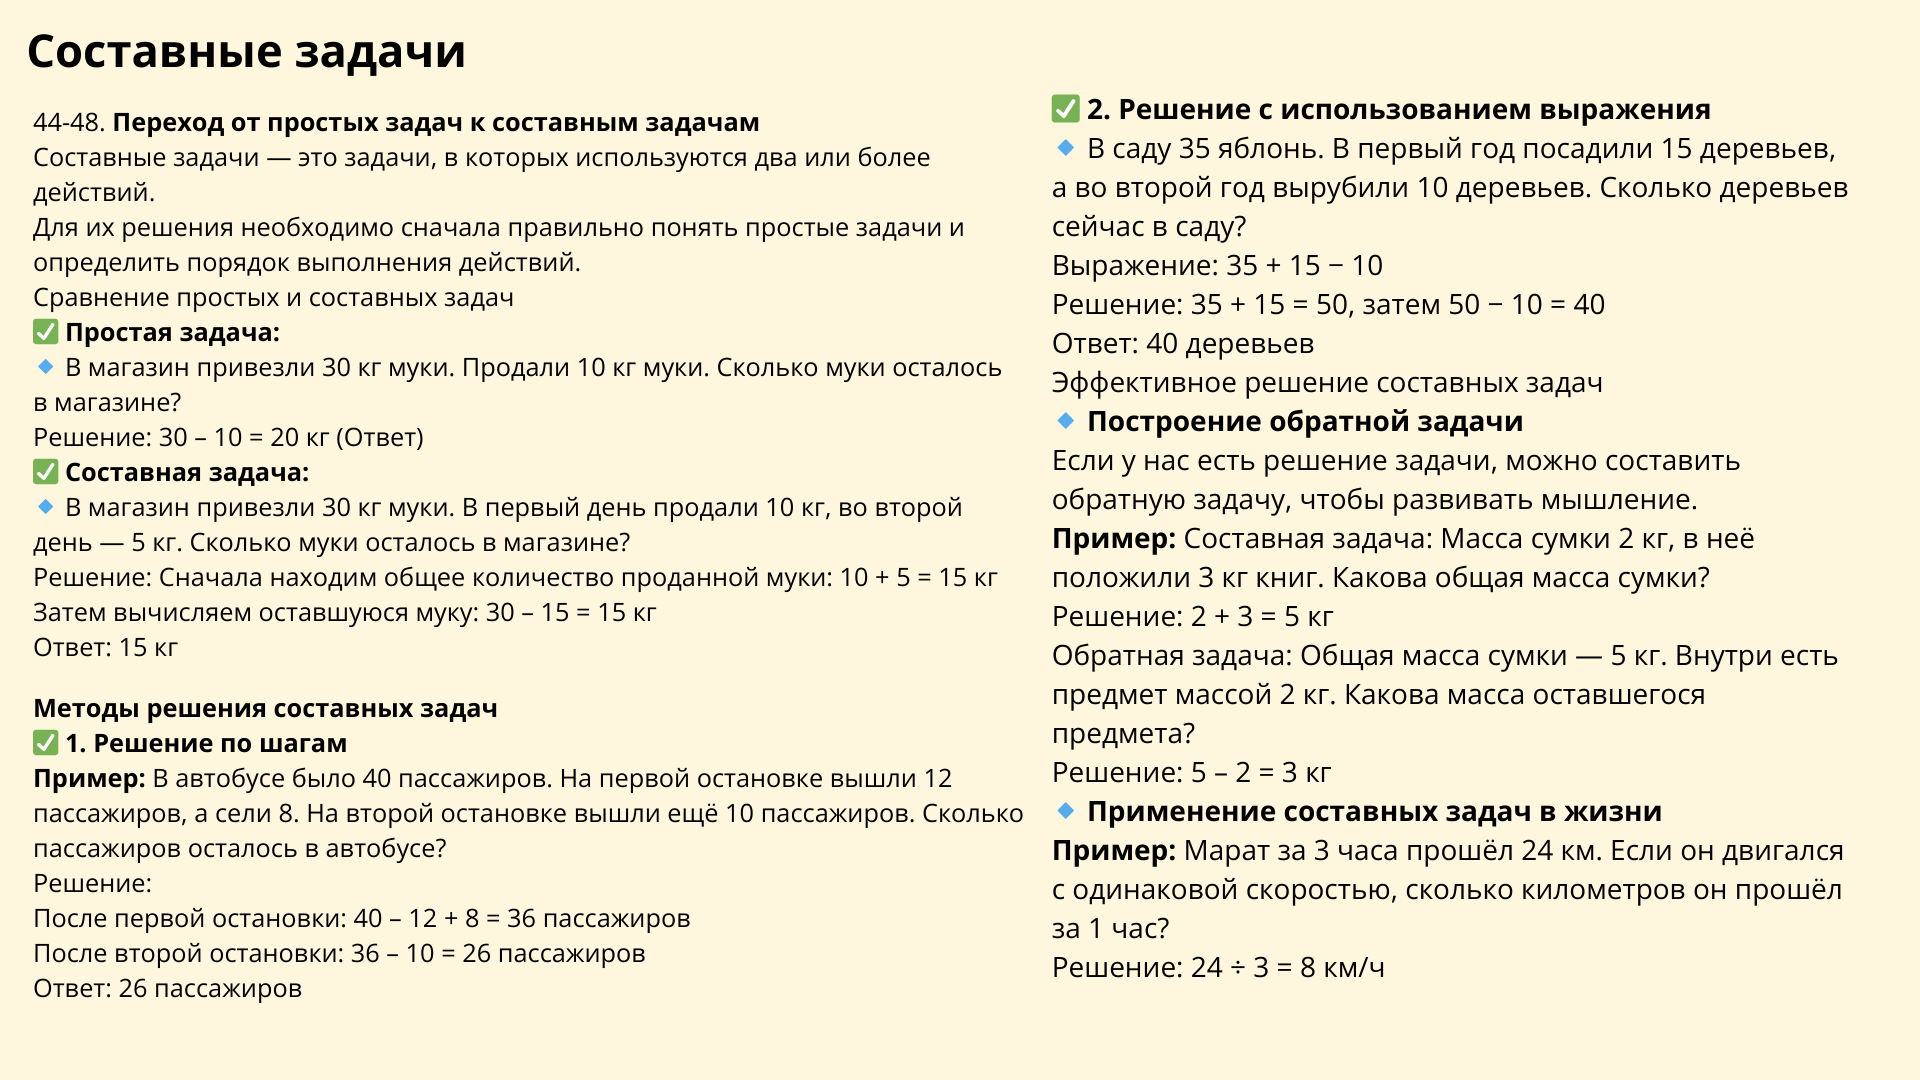 Составные задачи
44-48. Переход от простых задач к составным задачам
Составные задачи — это задачи, в которых используются два или более
действий.
Для их решения необходимо сначала правильно понять простые задачи и
определить порядок выполнения действий.
Сравнение простых и составных задач
✅ Простая задача:
🔹 В магазин привезли 30 кг муки. Продали 10 кг муки. Сколько муки осталось
в магазине?
Решение: 30 – 10 = 20 кг (Ответ)
✅ Составная задача:
🔹 В магазин привезли 30 кг муки. В первый день продали 10 кг, во второй
день — 5 кг. Сколько муки осталось в магазине?
Решение: Сначала находим общее количество проданной муки: 10 + 5 = 15 кг
Затем вычисляем оставшуюся муку: 30 – 15 = 15 кг
Ответ: 15 кг
Методы решения составных задач
✅ 1. Решение по шагам
Пример: В автобусе было 40 пассажиров. На первой остановке вышли 12
пассажиров, а сели 8. На второй остановке вышли ещё 10 пассажиров. Сколько
пассажиров осталось в автобусе?
Решение:
После первой остановки: 40 – 12 + 8 = 36 пассажиров
После второй остановки: 36 – 10 = 26 пассажиров
Ответ: 26 пассажиров
✅ 2. Решение с использованием выражения
🔹 В саду 35 яблонь. В первый год посадили 15 деревьев,
а во второй год вырубили 10 деревьев. Сколько деревьев
сейчас в саду?
Выражение: 35 + 15 − 10
Решение: 35 + 15 = 50, затем 50 − 10 = 40
Ответ: 40 деревьев
Эффективное решение составных задач
🔹 Построение обратной задачи
Если у нас есть решение задачи, можно составить
обратную задачу, чтобы развивать мышление.
Пример: Составная задача: Масса сумки 2 кг, в неё
положили 3 кг книг. Какова общая масса сумки?
Решение: 2 + 3 = 5 кг
Обратная задача: Общая масса сумки — 5 кг. Внутри есть
предмет массой 2 кг. Какова масса оставшегося
предмета?
Решение: 5 – 2 = 3 кг
🔹 Применение составных задач в жизни
Пример: Марат за 3 часа прошёл 24 км. Если он двигался
с одинаковой скоростью, сколько километров он прошёл
за 1 час?
Решение: 24 ÷ 3 = 8 км/ч